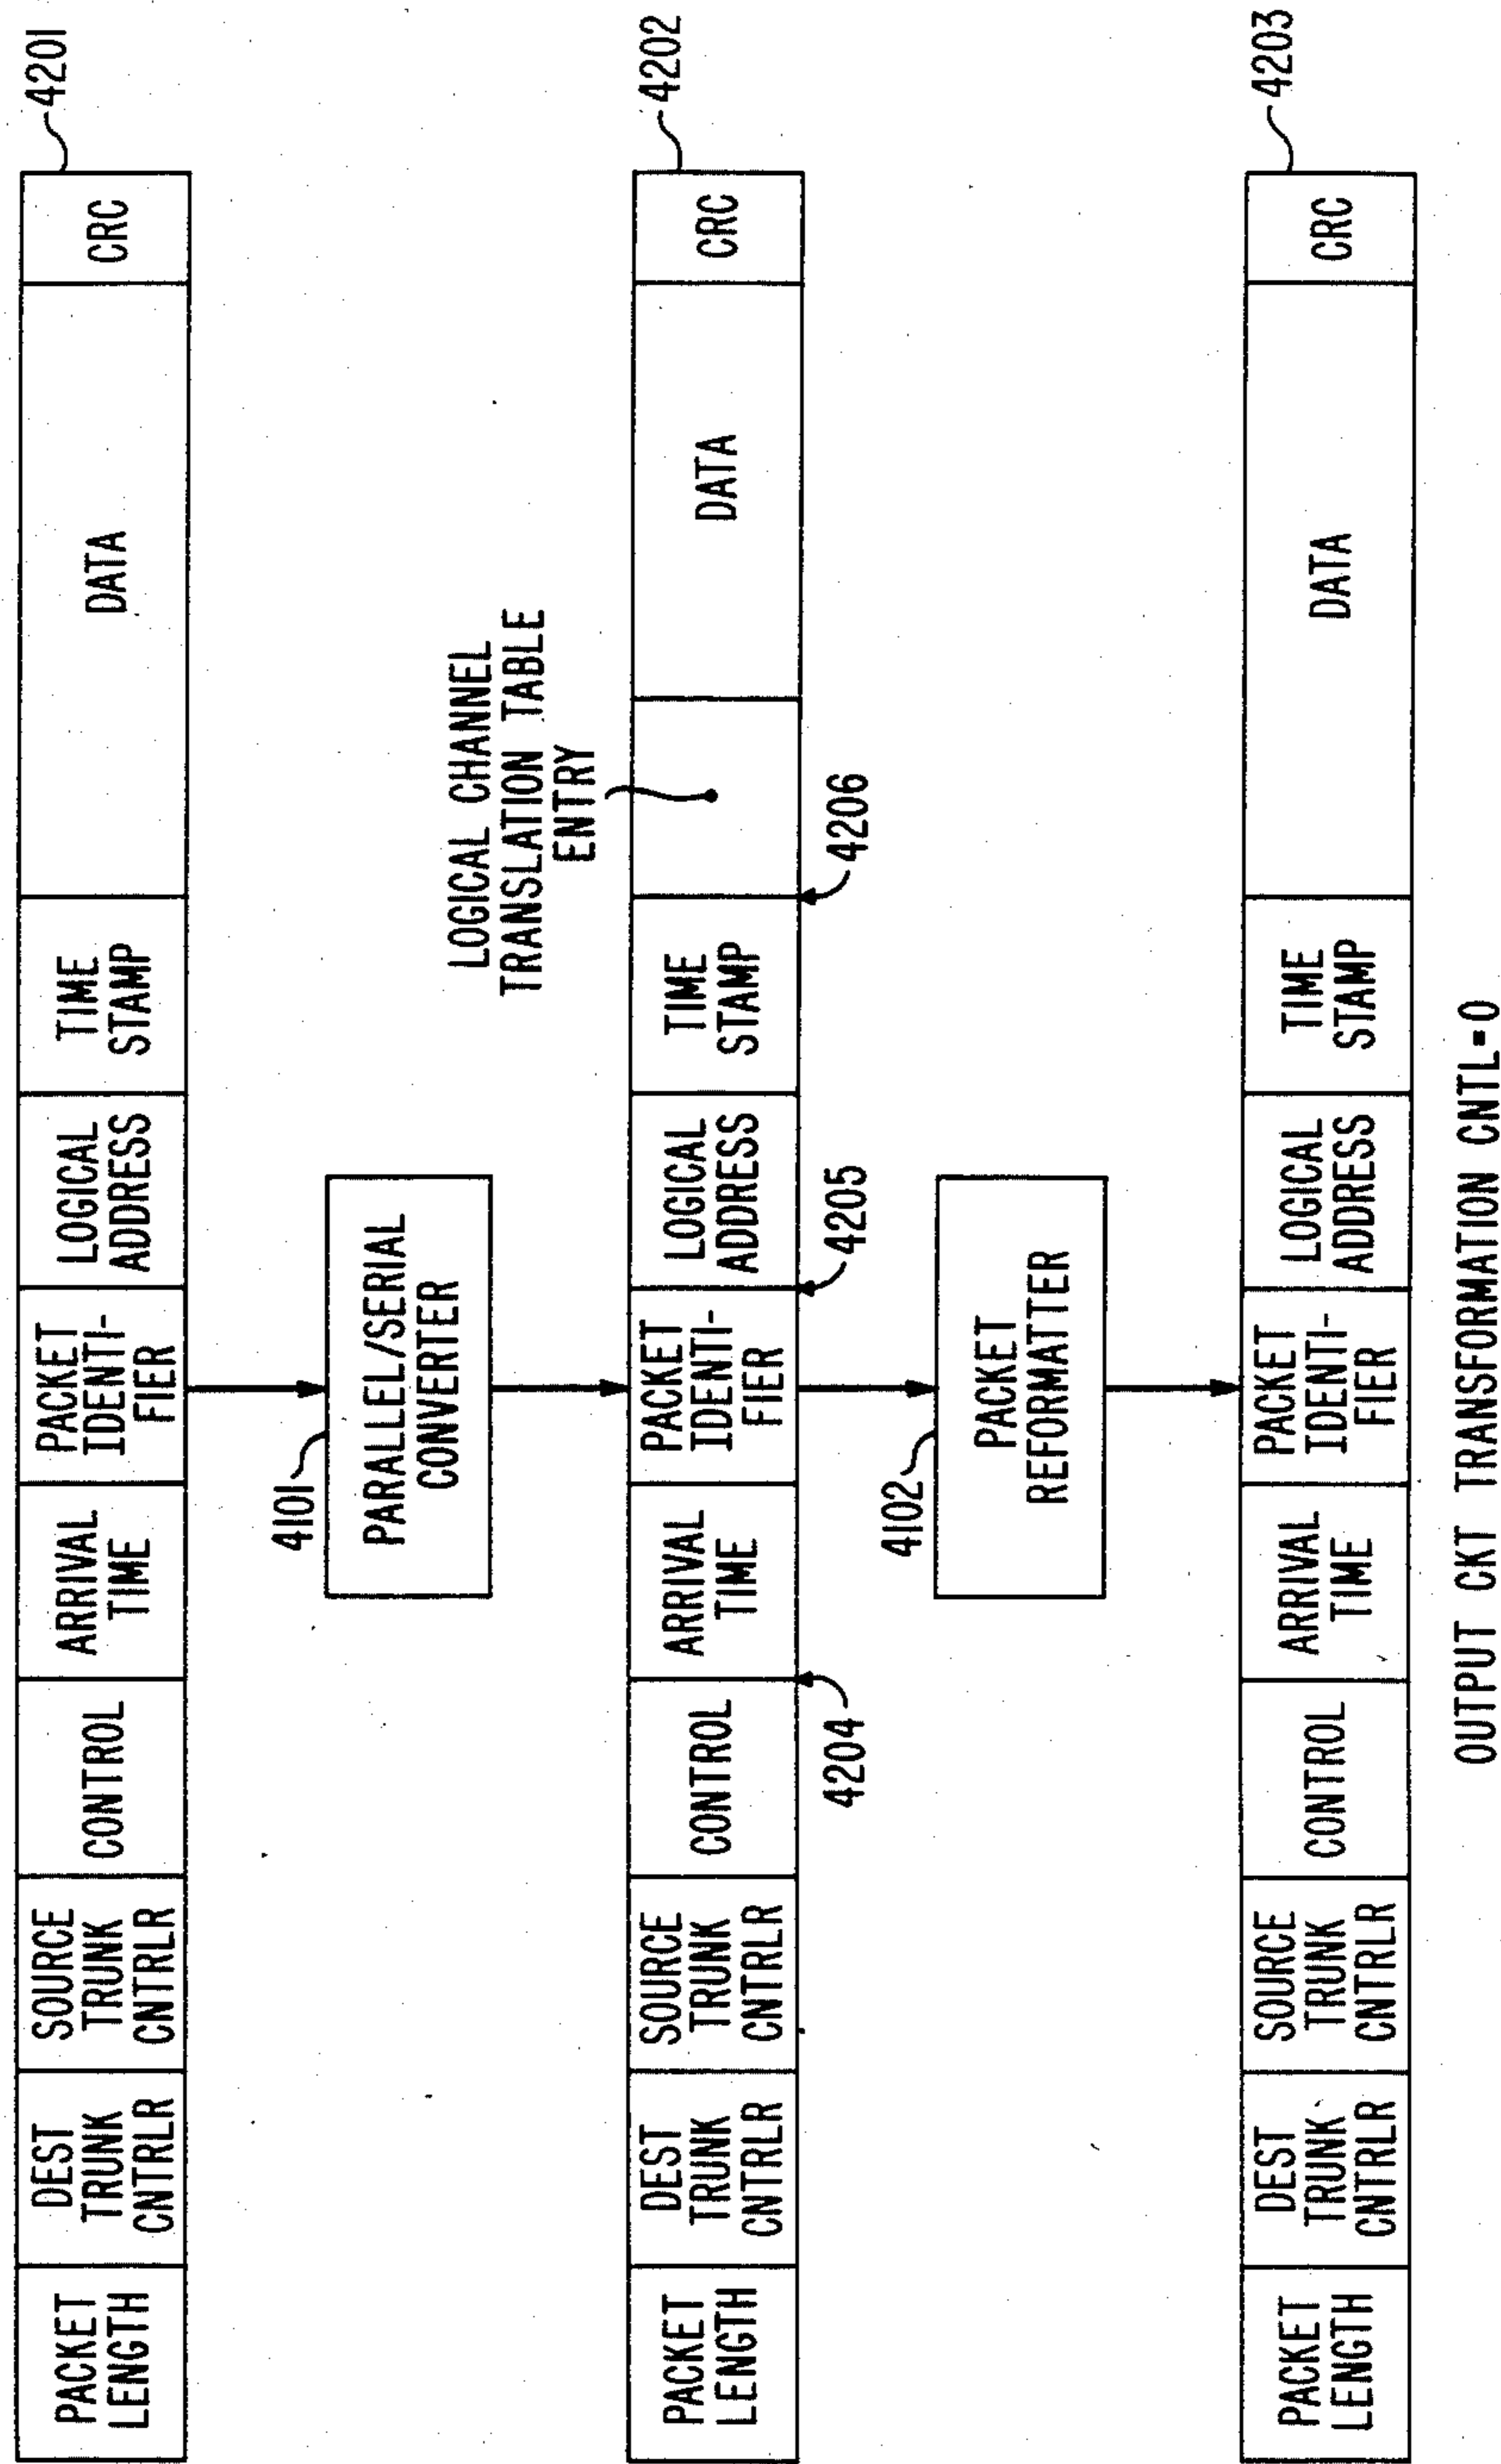 PACKET
LENGTH
DEST
TRUNK
CNTRLR
SOURCE
TRUNK
CNTRLR
CONTROL
ARRIVAL
TIME
PACKET
IDENTI-
FIER
LOGICAL
ADDRESS
TIME
STAMP
DATA
CRC
4201
4101
PARALLEL/SERIAL
CONVERTER
LOGICAL CHANNEL
TRANSLATION TABLE
ENTRY
PACKET
LENGTH
DEST
TRUNK
CNTRLR
SOURCE
TRUNK
CNTRLR
CONTROL
ARRIVAL
TIME
PACKET
IDENTI-
FIER
LOGICAL
ADDRESS
TIME
STAMP
DATA
CRC
4202
4204
4205
4206
4102
PACKET
REFORMATTER
PACKET
LENGTH
DEST
TRUNK
CNTRLR
SOURCE
TRUNK
CNTRLR
CONTROL
ARRIVAL
TIME
PACKET
IDENTI-
FIER
LOGICAL
ADDRESS
TIME
STAMP
DATA
CRC
4203
OUTPUT CKT TRANSFORMATION CNTL=0